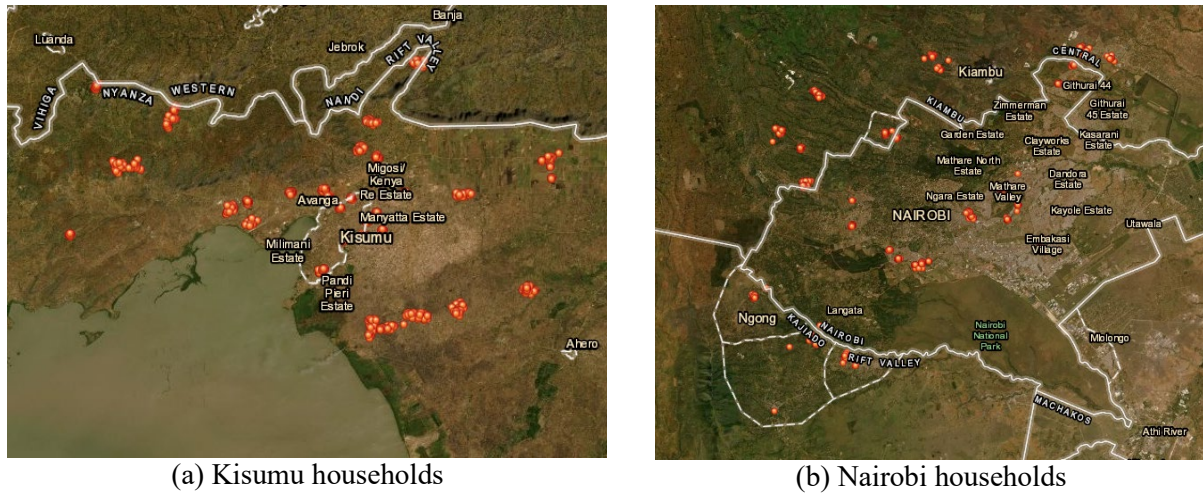 Banja
Luanda
Jebrok
RIFT VALLEY
VIHIGA
NYANZA
WESTERN
NANDI
Migosi/
Kenya
Re Estate
Avanga
Manyatta Estate
Kisumu
Milimani
Estate
Pandi
Pieri
Estate
Ahero
(a) Kisumu households
CENTRAL
Kiambu
Githurai 44
KIAMBU
Zimmerman
Estate
Githurai
45 Estate
Garden Estate
Kasarani
Estate
Clayworks
Estate
Mathare North
Estate
Dandora
Estate
Ngara Estate
Mathare
Valley
NAIROBI
Kayole Estate
Utawala
Embakasi
Village
Ngong
Langata
KAJIADO
NAIROBI
RIFT VALLEY
Nairobi
National
Park
Mlolongo
MACHAKOS
Athi River
(b) Nairobi households